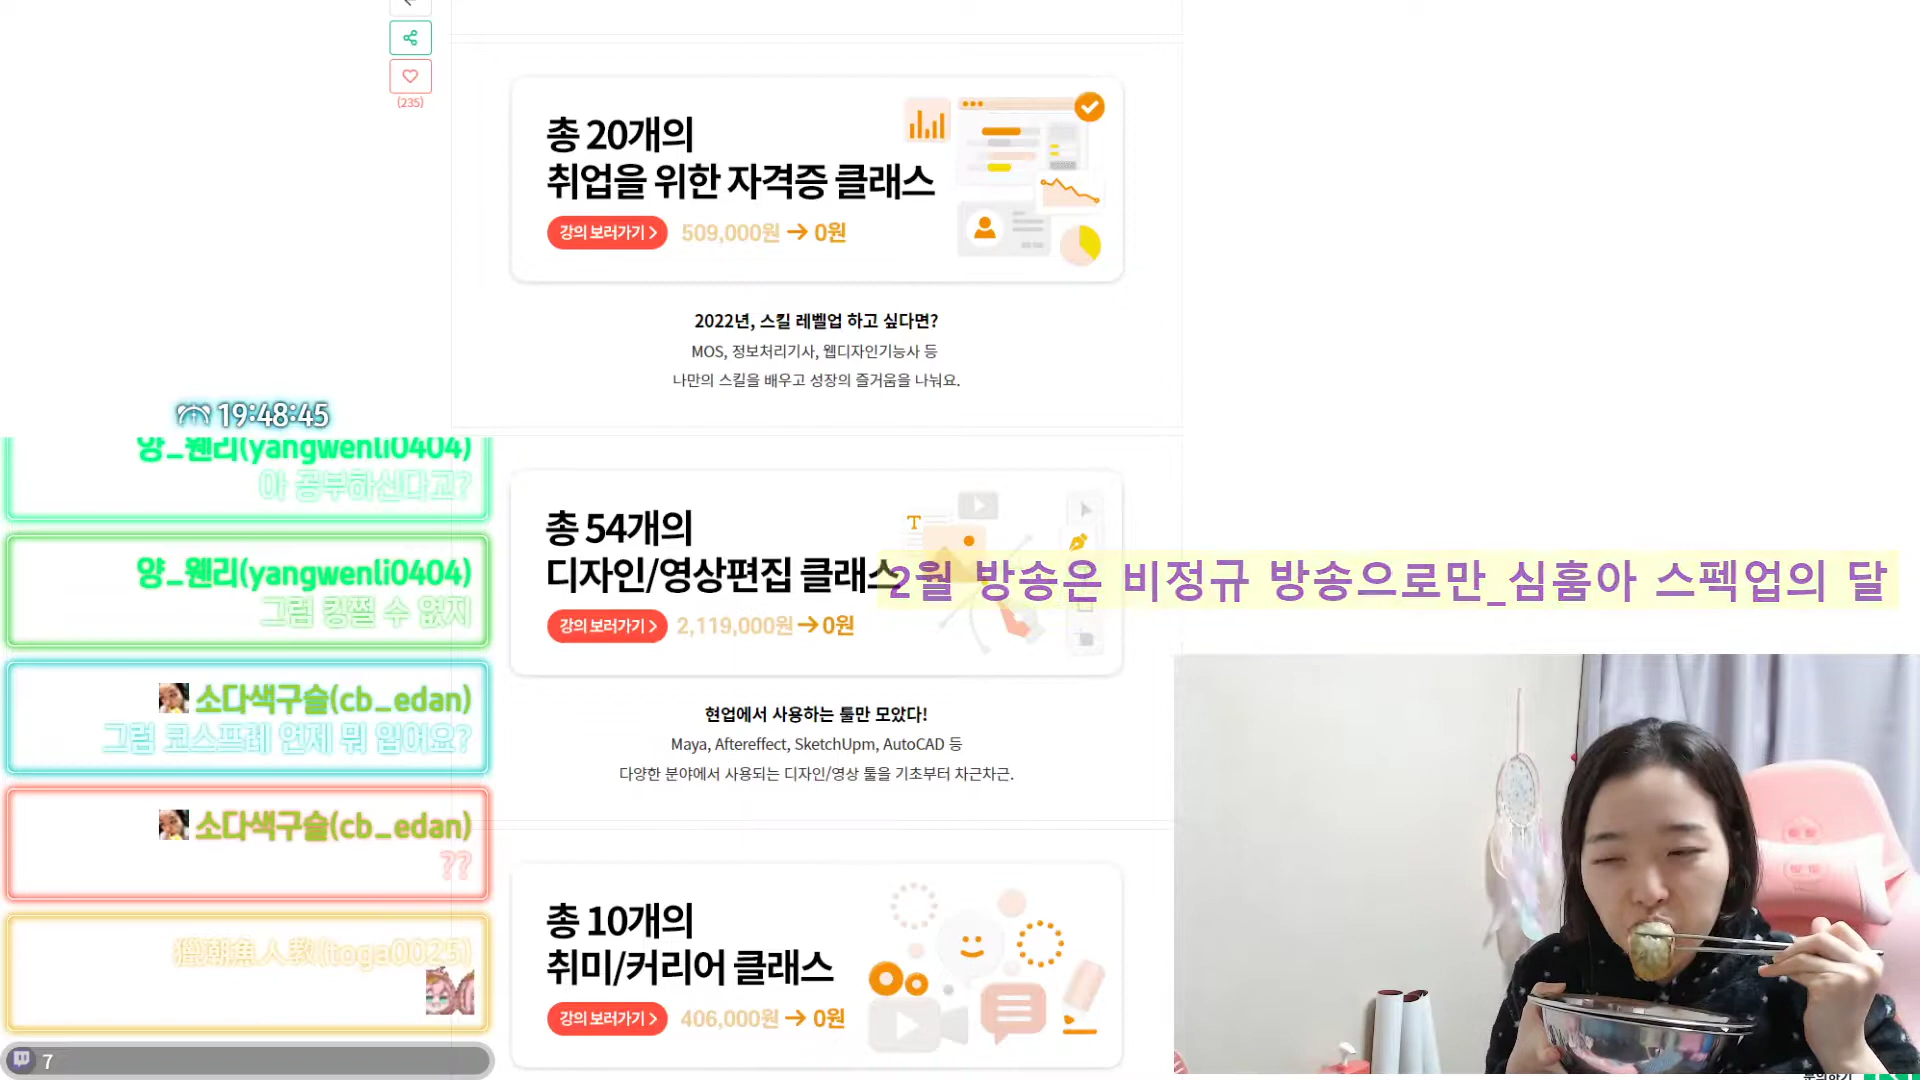 (235)
총 20개의
취업을 위한 자격증 클래스
강의 보러가기 >
509,000원 → 0원
2022년, 스킬 레벨업 하고 싶다면?
MOS, 정보처리기사, 웹디자인기능사 등
나만의 스킬을 배우고 성장의 즐거움을 나눠요.
19:48:45
양_웬리(yangwenli0404)
아 공부하신다고?
양_웬리(yangwenli0404)
그럼 킹쩔 수 없지
소다색구슬(cb_edan)
그럼 코스프레 언제 뭐 입어요?
소다색구슬(cb_edan)
??
獵潮魚人教(toga0025)
7
총 54개의
디자인/영상편집 클래스
강의 보러가기 >
2,119,000원 → 0원
현업에서 사용하는 툴만 모았다!
Maya, Aftereffect, SketchUpm, AutoCAD 등
다양한 분야에서 사용되는 디자인/영상 툴을 기초부터 차근차근.
2월 방송은 비정규 방송으로만_심훔아 스펙업의 달
총 10개의
취미/커리어 클래스
강의 보러가기 >
406,000원 → 0원